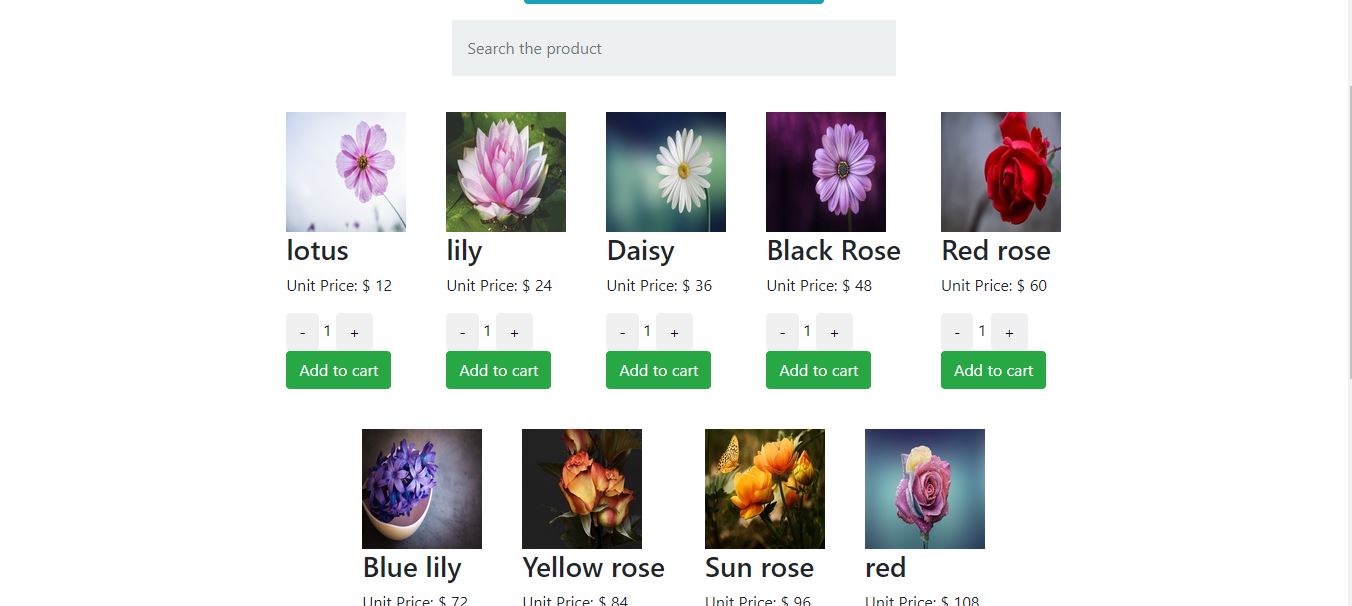 Search the product
lotus
Unit Price: $ 12
- 1 +
Add to cart
lily
Unit Price: $ 24
- 1 +
Add to cart
Daisy
Unit Price: $ 36
- 1 +
Add to cart
Black Rose
Unit Price: $ 48
- 1 +
Add to cart
Red rose
Unit Price: $ 60
- 1 +
Add to cart
Blue lily
Unit Price: $ 72
Yellow rose
Unit Price: $ 84
Sun rose
Unit Price: $ 96
red
Unit Price: $ 108